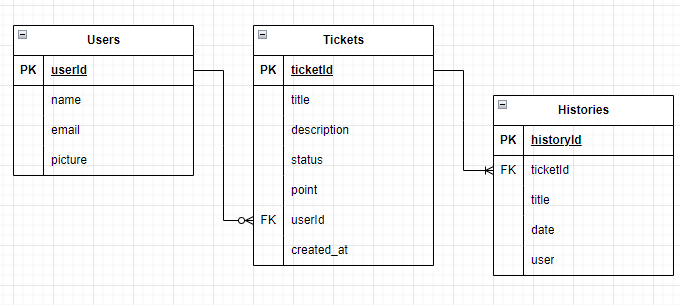 Users
PK userId
name
email
picture
Tickets
PK ticketId
title
description
status
point
FK userId
created_at
Histories
PK historyId
FK ticketId
title
date
user